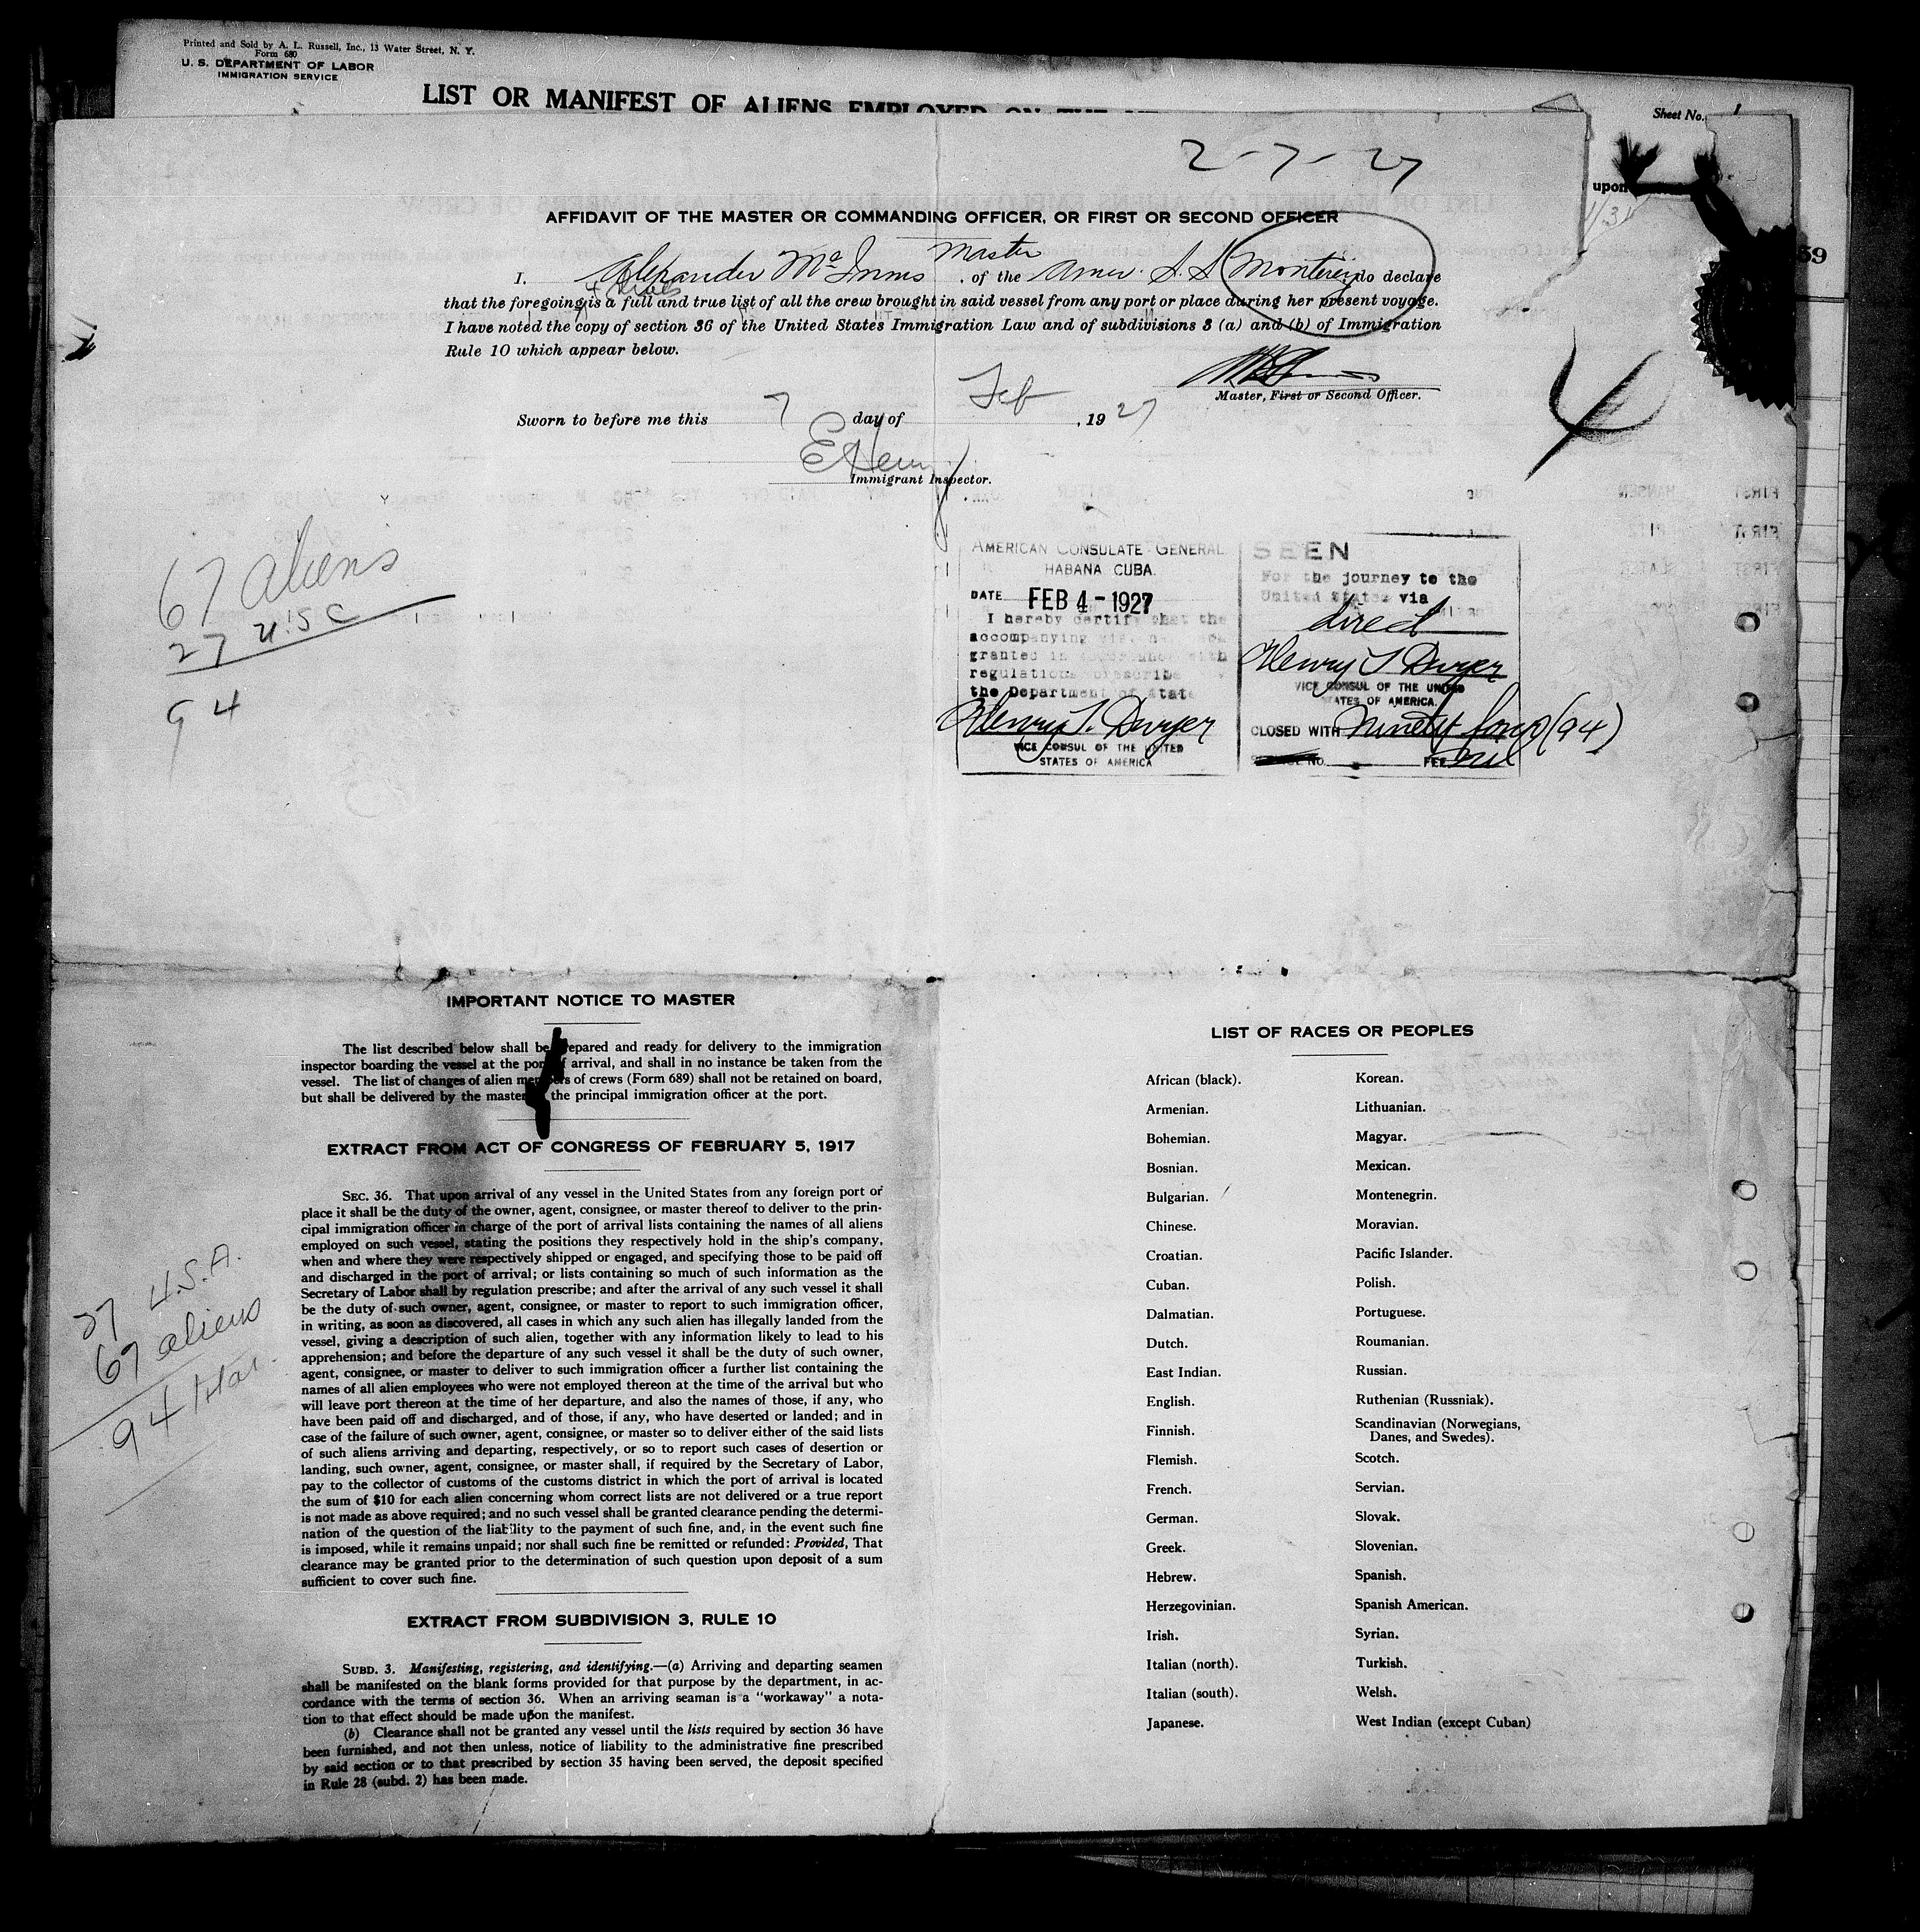 Printed and Sold by A. L. Russell, Inc., 13 Water Street, N. Y.
Form 680
U. S. DEPARTMENT OF LABOR
IMMIGRATION SERVICE
LIST OR MANIFEST OF ALIENS EMPLOYED ON THE
Sheet No. 1
upon
39
2-7-27
AFFIDAVIT OF THE MASTER OR COMMANDING OFFICER, OR FIRST OR SECOND OFFICER
Master
I, Alexander McInnes, of the Amer. S.S. Monterey, do declare
that the foregoing is a full and true list of all the crew brought in said vessel from any port or place during her present voyage.
I have noted the copy of section 36 of the United States Immigration Law and of subdivisions 3 (a) and (b) of Immigration
Rule 10 which appear below.
Master, First or Second Officer.
Sworn to before me this 7 day of Feb, 1927
Immigrant Inspector.
67 aliens
27 U.S.C
94
AMERICAN CONSULATE GENERAL
HABANA CUBA.
DATE FEB 4-1927
I hereby certify that the
accompanying
granted in accordance with
regulations prescribe
the Department of State
Henry T. Dwyer
VICE CONSUL OF THE UNITED
STATES OF AMERICA
SEEN
For the journey to the
United States via
direct
Henry T Dwyer
VICE CONSUL OF THE UNITED
STATES OF AMERICA.
CLOSED WITH Ninety four (94)
NO. FEE nil
IMPORTANT NOTICE TO MASTER
The list described below shall be prepared and ready for delivery to the immigration
inspector boarding the vessel at the port of arrival, and shall in no instance be taken from the
vessel. The list of changes of alien members of crews (Form 689) shall not be retained on board,
but shall be delivered by the master the principal immigration officer at the port.
EXTRACT FROM ACT OF CONGRESS OF FEBRUARY 5, 1917
SEC. 36. That upon arrival of any vessel in the United States from any foreign port or
place it shall be the duty of the owner, agent, consignee, or master thereof to deliver to the prin-
cipal immigration officer in charge of the port of arrival lists containing the names of all aliens
employed on such vessel, stating the positions they respectively hold in the ship's company,
when and where they were respectively shipped or engaged, and specifying those to be paid off
and discharged in the port of arrival; or lists containing so much of such information as the
Secretary of Labor shall by regulation prescribe; and after the arrival of any such vessel it shall
be the duty of such owner, agent, consignee, or master to report to such immigration officer,
in writing, as soon as discovered, all cases in which any such alien has illegally landed from the
vessel, giving a description of such alien, together with any information likely to lead to his
apprehension; and before the departure of any such vessel it shall be the duty of such owner,
agent, consignee, or master to deliver to such immigration officer a further list containing the
names of all alien employees who were not employed thereon at the time of the arrival but who
will leave port thereon at the time of her departure, and also the names of those, if any, who
have been paid off and discharged, and of those, if any, who have deserted or landed; and in
case of the failure of such owner, agent, consignee, or master so to deliver either of the said lists
of such aliens arriving and departing, respectively, or so to report such cases of desertion or
landing, such owner, agent, consignee, or master shall, if required by the Secretary of Labor,
pay to the collector of customs of the customs district in which the port of arrival is located
the sum of $10 for each alien concerning whom correct lists are not delivered or a true report
is not made as above required; and no such vessel shall be granted clearance pending the determi-
nation of the question of the liability to the payment of such fine, and, in the event such fine
is imposed, while it remains unpaid; nor shall such fine be remitted or refunded: Provided, That
clearance may be granted prior to the determination of such question upon deposit of a sum
sufficient to cover such fine.
EXTRACT FROM SUBDIVISION 3, RULE 10
SUBD. 3. Manifesting, registering, and identifying.—(a) Arriving and departing seamen
shall be manifested on the blank forms provided for that purpose by the department, in ac-
cordance with the terms of section 36. When an arriving seaman is a "workaway" a nota-
tion to that effect should be made upon the manifest.
(b) Clearance shall not be granted any vessel until the lists required by section 36 have
been furnished, and not then unless, notice of liability to the administrative fine prescribed
by said section or to that prescribed by section 35 having been served, the deposit specified
in Rule 28 (subd. 2) has been made.
27 U.S.A.
67 aliens
94 total
LIST OF RACES OR PEOPLES
African (black).
Armenian.
Bohemian.
Bosnian.
Bulgarian.
Chinese.
Croatian.
Cuban.
Dalmatian.
Dutch.
East Indian.
English.
Finnish.
Flemish.
French.
German.
Greek.
Hebrew.
Herzegovinian.
Irish.
Italian (north).
Italian (south).
Japanese.
Korean.
Lithuanian.
Magyar.
Mexican.
Montenegrin.
Moravian.
Pacific Islander.
Polish.
Portuguese.
Roumanian.
Russian.
Ruthenian (Russniak).
Scandinavian (Norwegians,
Danes, and Swedes).
Scotch.
Servian.
Slovak.
Slovenian.
Spanish.
Spanish American.
Syrian.
Turkish.
Welsh.
West Indian (except Cuban)